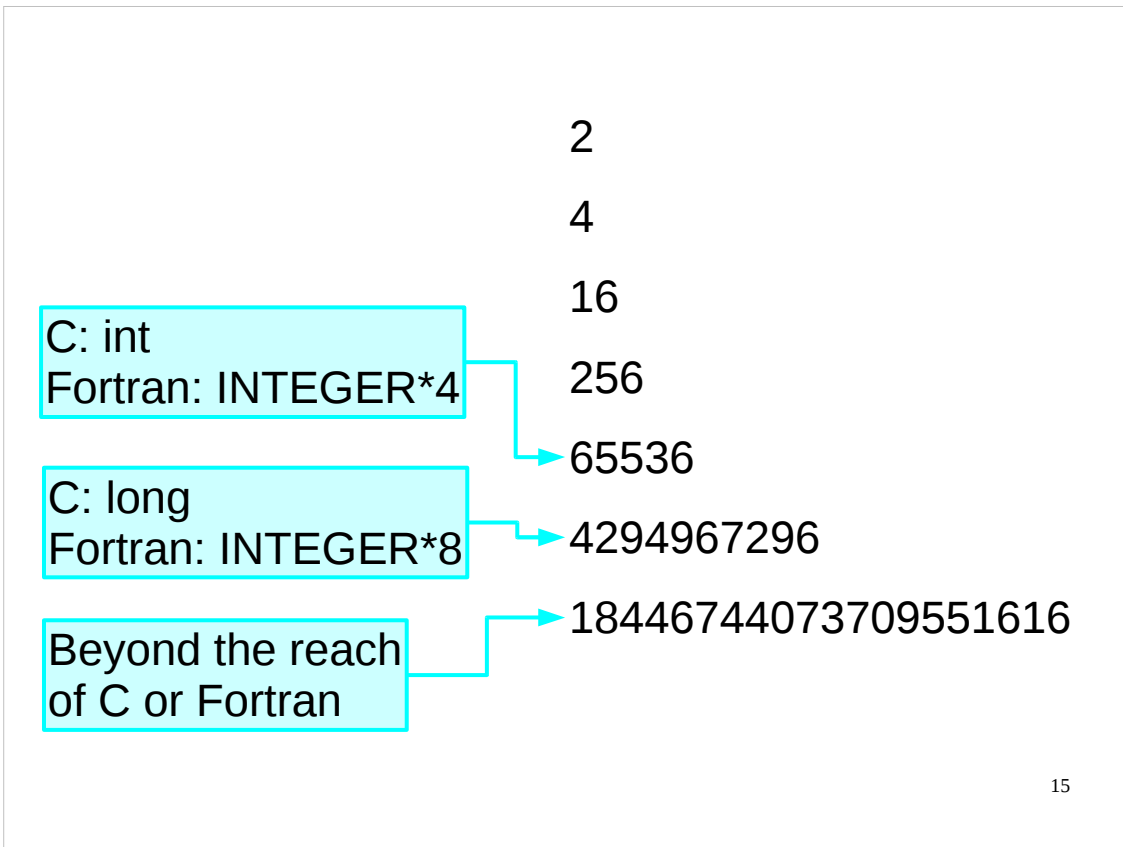 2
4
16
C: int
Fortran: INTEGER*4
256
65536
C: long
Fortran: INTEGER*8
4294967296
18446744073709551616
Beyond the reach
of C or Fortran
15